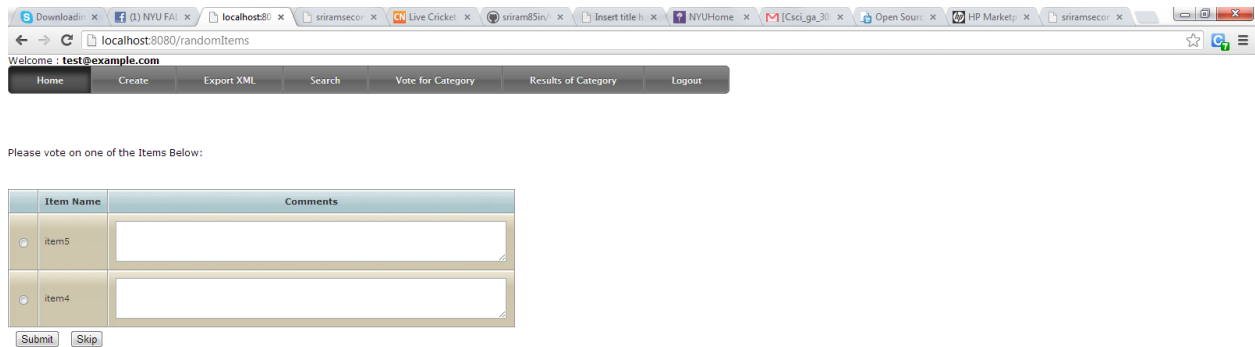 Downloadin (1) NYU FAL localhost:80 sriramsecor CN Live Cricket sriram85in/ Insert title h NYUHome [Csci_ga_30 Open Sourc HP Marketp sriramsecor
localhost:8080/randomItems
Welcome : test@example.com
Home Create Export XML Search Vote for Category Results of Category Logout
Please vote on one of the Items Below:
Item Name Comments
item5
item4
Submit Skip